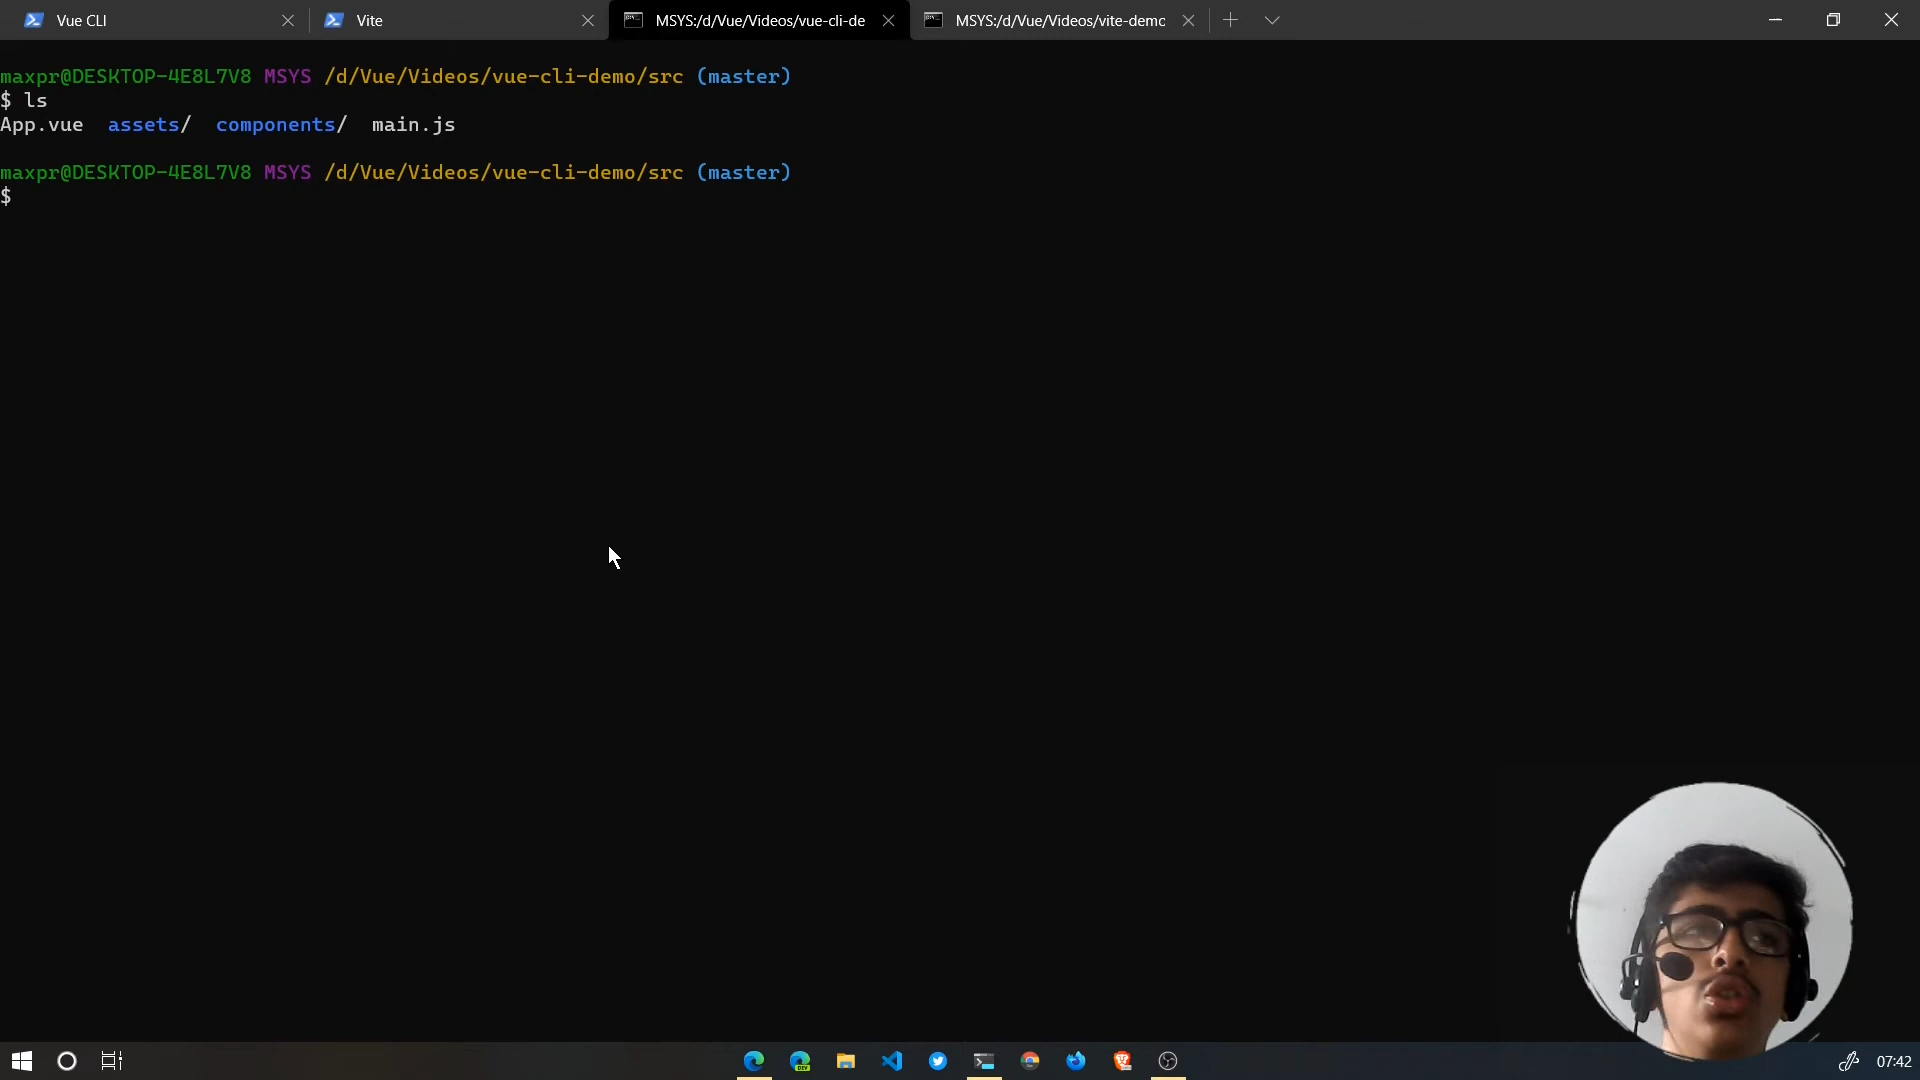 Vue CLI
Vite
MSYS:/d/Vue/Videos/vue-cli-de
MSYS:/d/Vue/Videos/vite-demo
maxpr@DESKTOP-4E8L7V8 MSYS /d/Vue/Videos/vue-cli-demo/src (master)
$ ls
App.vue  assets/  components/  main.js
maxpr@DESKTOP-4E8L7V8 MSYS /d/Vue/Videos/vue-cli-demo/src (master)
$
DEV
07:42